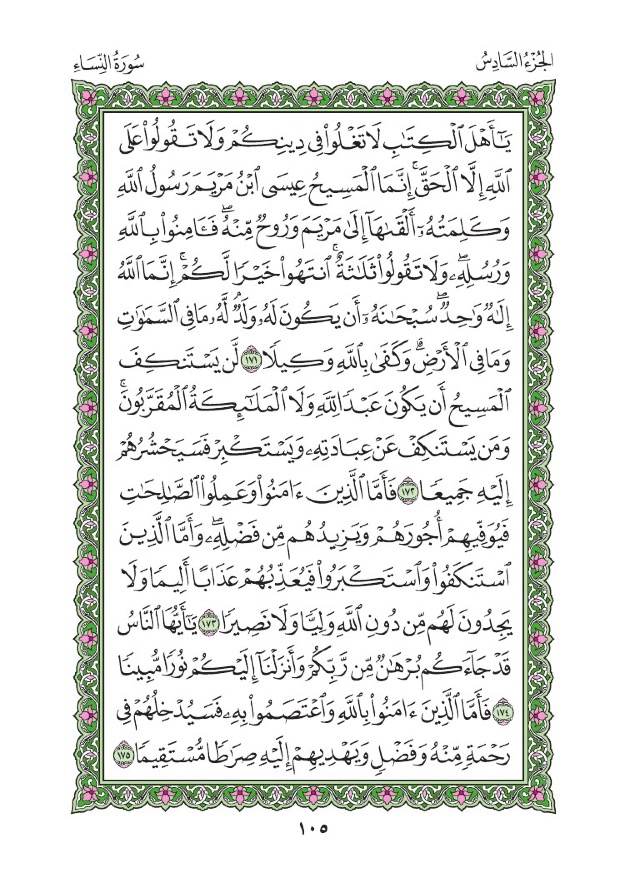 الجُزْءُ السَّادِسُ
سُورَةُ النِّسَاءِ
يَـٰٓأَهْلَ ٱلْكِتَـٰبِ لَا تَغْلُوا۟ فِى دِينِكُمْ وَلَا تَقُولُوا۟ عَلَى
ٱللَّهِ إِلَّا ٱلْحَقَّ ۚ إِنَّمَا ٱلْمَسِيحُ عِيسَى ٱبْنُ مَرْيَمَ رَسُولُ ٱللَّهِ
وَكَلِمَتُهُۥٓ أَلْقَىٰهَآ إِلَىٰ مَرْيَمَ وَرُوحٌ مِّنْهُ ۖ فَـَٔامِنُوا۟ بِٱللَّهِ
وَرُسُلِهِۦ ۖ وَلَا تَقُولُوا۟ ثَلَـٰثَةٌ ۚ ٱنتَهُوا۟ خَيْرًا لَّكُمْ ۚ إِنَّمَا ٱللَّهُ
إِلَـٰهٌ وَٰحِدٌ ۖ سُبْحَـٰنَهُۥٓ أَن يَكُونَ لَهُۥ وَلَدٌ ۘ لَّهُۥ مَا فِى ٱلسَّمَـٰوَٰتِ
وَمَا فِى ٱلْأَرْضِ ۗ وَكَفَىٰ بِٱللَّهِ وَكِيلًا ١٧١ لَّن يَسْتَنكِفَ
ٱلْمَسِيحُ أَن يَكُونَ عَبْدًا لِّلَّهِ وَلَا ٱلْمَلَـٰٓئِكَةُ ٱلْمُقَرَّبُونَ ۚ
وَمَن يَسْتَنكِفْ عَنْ عِبَادَتِهِۦ وَيَسْتَكْبِرْ فَسَيَحْشُرُهُمْ
إِلَيْهِ جَمِيعًا ١٧٢ فَأَمَّا ٱلَّذِينَ ءَامَنُوا۟ وَعَمِلُوا۟ ٱلصَّـٰلِحَـٰتِ
فَيُوَفِّيهِمْ أُجُورَهُمْ وَيَزِيدُهُم مِّن فَضْلِهِۦ ۖ وَأَمَّا ٱلَّذِينَ
ٱسْتَنكَفُوا۟ وَٱسْتَكْبَرُوا۟ فَيُعَذِّبُهُمْ عَذَابًا أَلِيمًا وَلَا
يَجِدُونَ لَهُم مِّن دُونِ ٱللَّهِ وَلِيًّا وَلَا نَصِيرًا ١٧٣ يَـٰٓأَيُّهَا ٱلنَّاسُ
قَدْ جَآءَكُم بُرْهَـٰنٌ مِّن رَّبِّكُمْ وَأَنزَلْنَآ إِلَيْكُمْ نُورًا مُّبِينًا
١٧٤ فَأَمَّا ٱلَّذِينَ ءَامَنُوا۟ بِٱللَّهِ وَٱعْتَصَمُوا۟ بِهِۦ فَسَيُدْخِلُهُمْ فِى
رَحْمَةٍ مِّنْهُ وَفَضْلٍ وَيَهْدِيهِمْ إِلَيْهِ صِرَٰطًا مُّسْتَقِيمًا ١٧٥
١٠٥